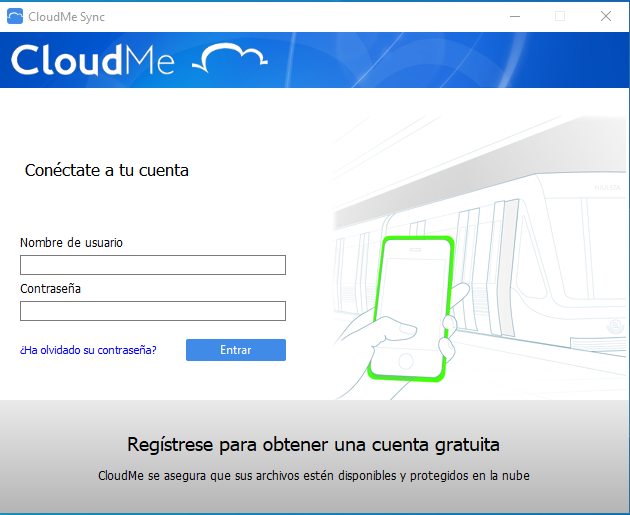 CloudMe Sync
CloudMe
Conéctate a tu cuenta
Nombre de usuario
Contraseña
¿Ha olvidado su contraseña?
Entrar
Regístrese para obtener una cuenta gratuita
CloudMe se asegura que sus archivos estén disponibles y protegidos en la nube